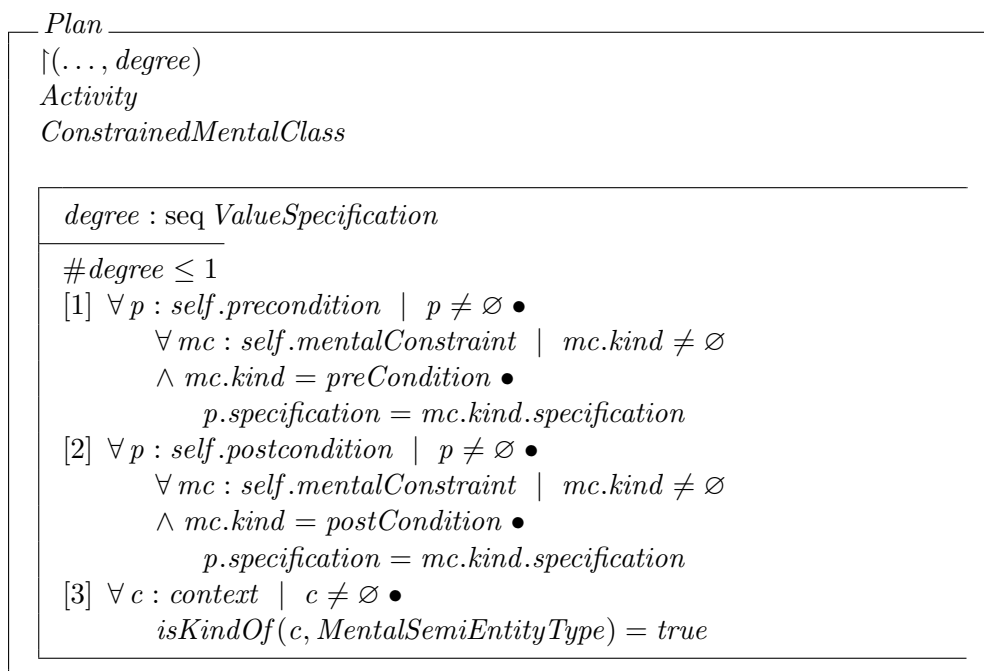 Plan
↾(..., degree)
Activity
ConstrainedMentalClass
degree : seq ValueSpecification
#degree ≤ 1
[1] ∀ p : self.precondition | p ≠ ∅ •
∀ mc : self.mentalConstraint | mc.kind ≠ ∅
∧ mc.kind = preCondition •
p.specification = mc.kind.specification
[2] ∀ p : self.postcondition | p ≠ ∅ •
∀ mc : self.mentalConstraint | mc.kind ≠ ∅
∧ mc.kind = postCondition •
p.specification = mc.kind.specification
[3] ∀ c : context | c ≠ ∅ •
isKindOf(c, MentalSemiEntityType) = true